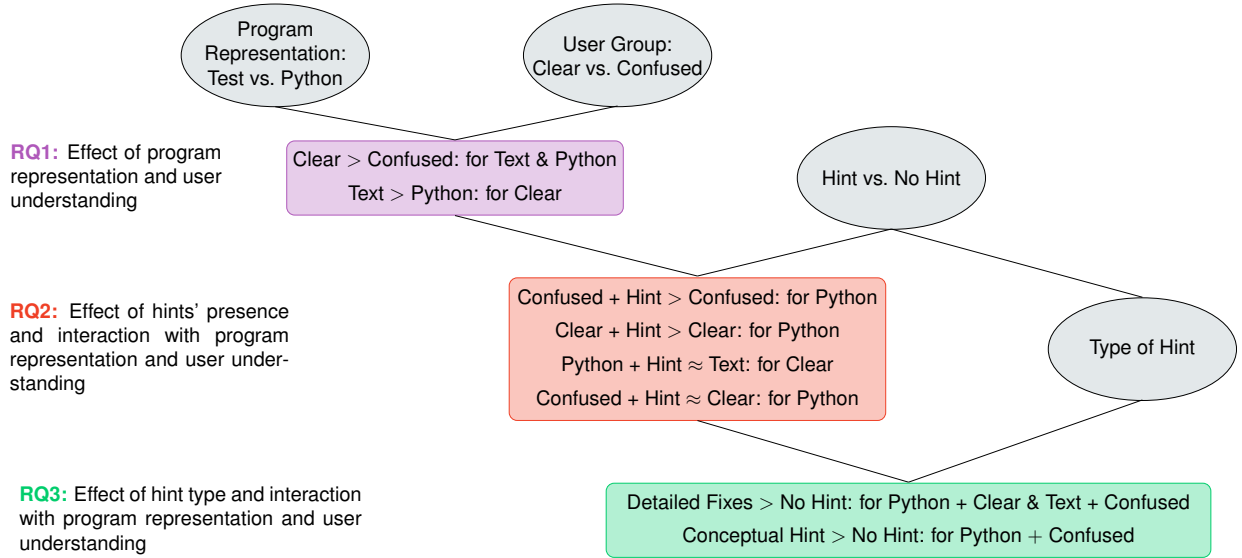 Program
Representation:
Test vs. Python
User Group:
Clear vs. Confused
RQ1: Effect of program
representation and user
understanding
Clear > Confused: for Text & Python
Text > Python: for Clear
Hint vs. No Hint
RQ2: Effect of hints' presence
and interaction with program
representation and user under-
standing
Confused + Hint > Confused: for Python
Clear + Hint > Clear: for Python
Python + Hint ≈ Text: for Clear
Confused + Hint ≈ Clear: for Python
Type of Hint
RQ3: Effect of hint type and interaction
with program representation and user
understanding
Detailed Fixes > No Hint: for Python + Clear & Text + Confused
Conceptual Hint > No Hint: for Python + Confused